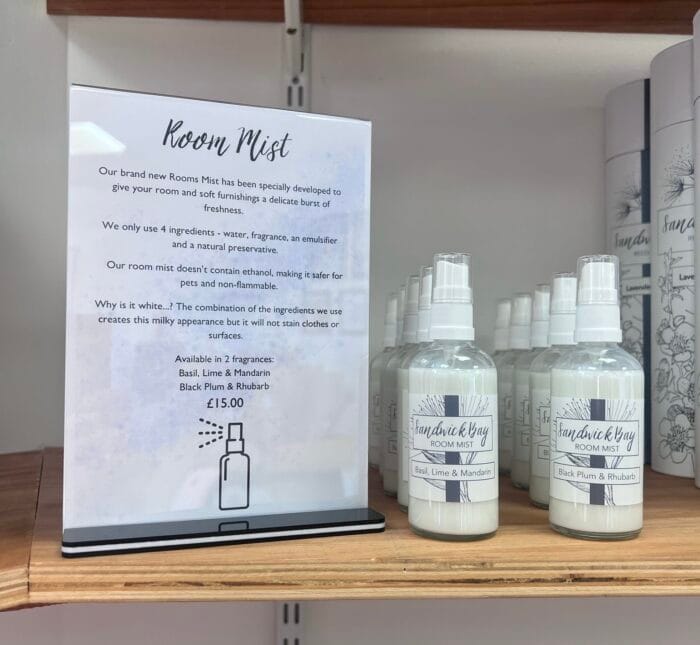 Room Mist
Our brand new Rooms Mist has been specially developed to
give your room and soft furnishings a delicate burst of
freshness.
We only use 4 ingredients - water, fragrance, an emulsifier
and a natural preservative.
Our room mist doesn't contain ethanol, making it safer for
pets and non-flammable.
Why is it white...? The combination of the ingredients we use
creates this milky appearance but it will not stain clothes or
surfaces.
Available in 2 fragrances:
Basil, Lime & Mandarin
Black Plum & Rhubarb
£15.00
Sandwick Bay
ROOM MIST
Basil, Lime & Mandarin
Sandwick Bay
ROOM MIST
Black Plum & Rhubarb